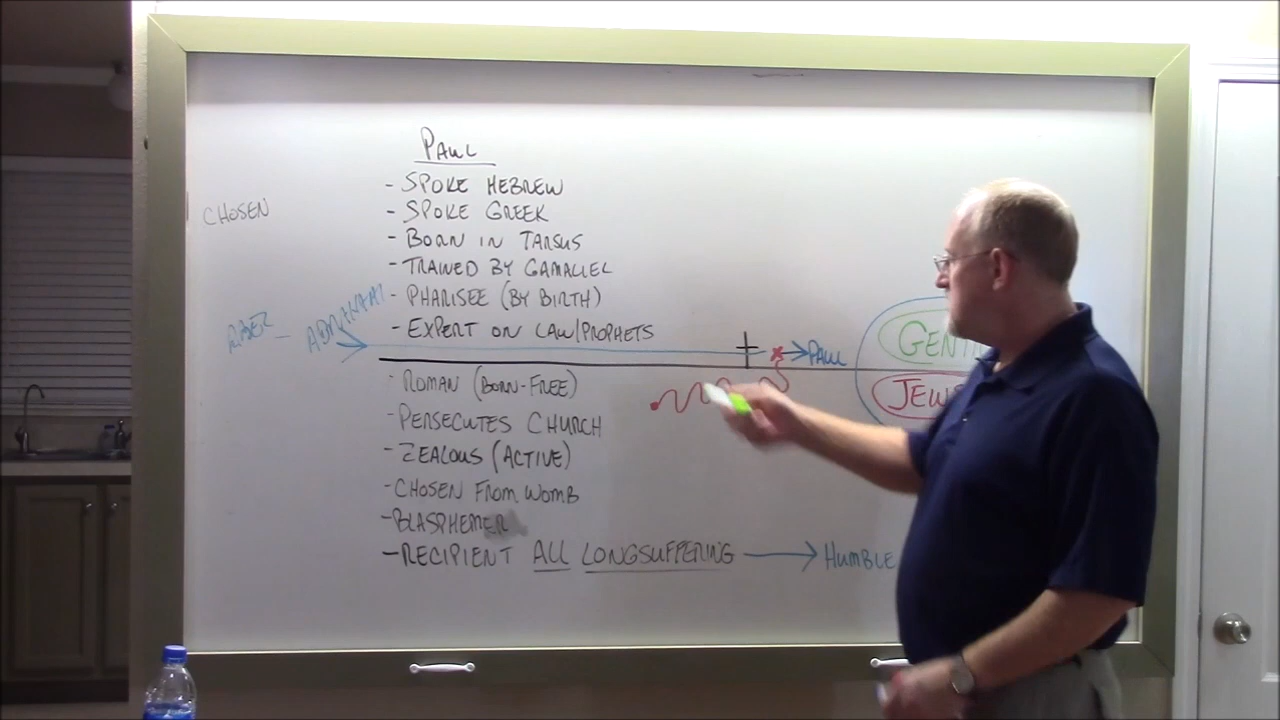 PAUL
- SPOKE HEBREW
CHOSEN
- SPOKE GREEK
- BORN IN TARSUS
- TRAINED BY GAMALIEL
- PHARISEE (BY BIRTH)
ABRAHAM
- EXPERT ON LAW/PROPHETS
PAUL
- ROMAN (BORN-FREE)
JEWS
- PERSECUTES CHURCH
- ZEALOUS (ACTIVE)
- CHOSEN FROM WOMB
- BLASPHEMER
- RECIPIENT ALL LONGSUFFERING
HUMBLE